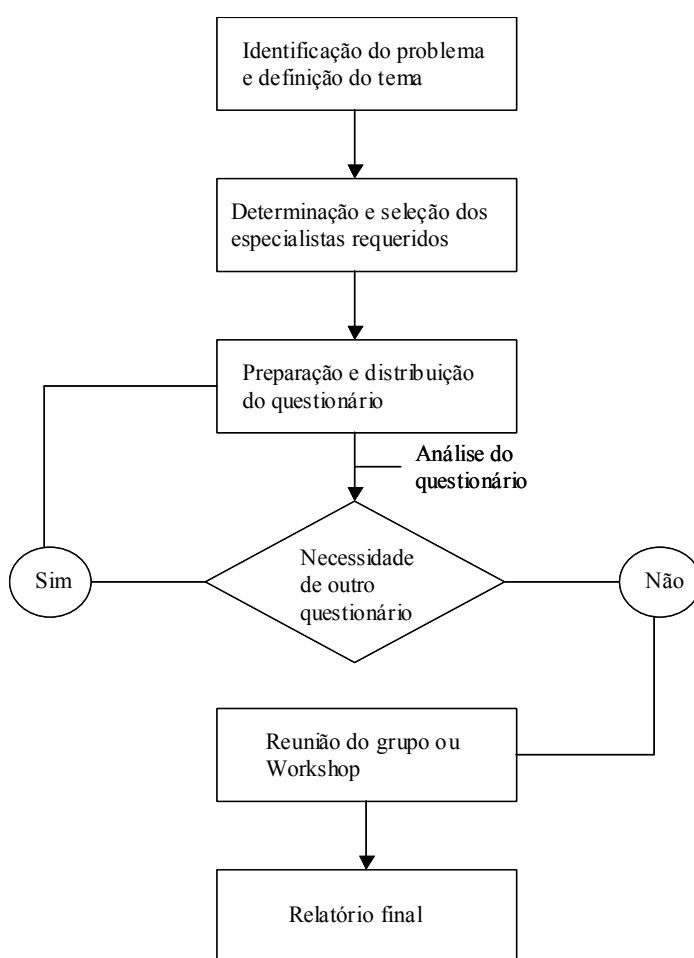 Identificação do problema
e definição do tema
Determinação e seleção dos
especialistas requeridos
Preparação e distribuição
do questionário
Análise do
questionário
Necessidade
de outro
questionário
Sim
Não
Reunião do grupo ou
Workshop
Relatório final